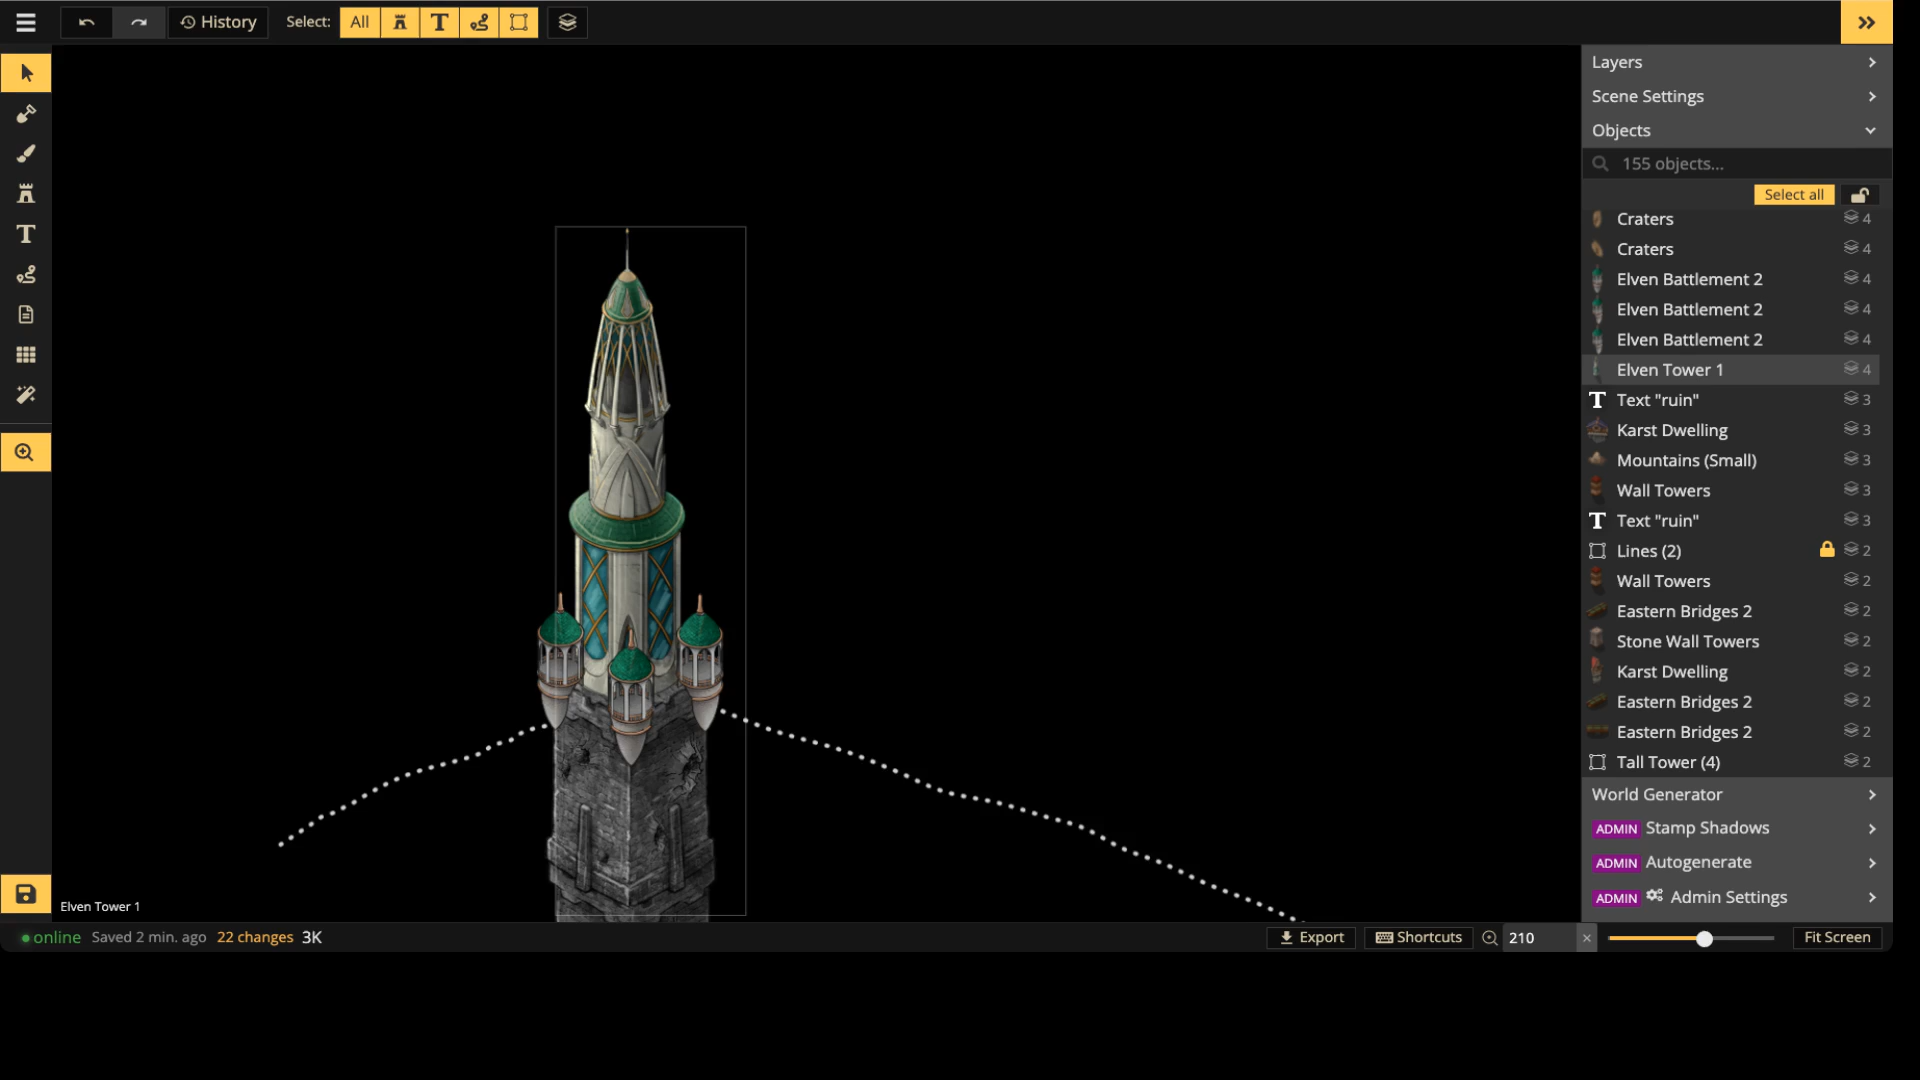 History Select: All
Layers
Scene Settings
Objects
155 objects...
Select all
Craters 4
Craters 4
Elven Battlement 2 4
Elven Battlement 2 4
Elven Battlement 2 4
Elven Tower 1 4
T Text "ruin" 3
Karst Dwelling 3
Mountains (Small) 3
Wall Towers 3
T Text "ruin" 3
Lines (2) 2
Wall Towers 2
Eastern Bridges 2 2
Stone Wall Towers 2
Karst Dwelling 2
Eastern Bridges 2 2
Eastern Bridges 2 2
Tall Tower (4) 2
World Generator
ADMIN Stamp Shadows
ADMIN Autogenerate
ADMIN Admin Settings
Elven Tower 1
online Saved 2 min. ago 22 changes 3K Export Shortcuts 210 Fit Screen